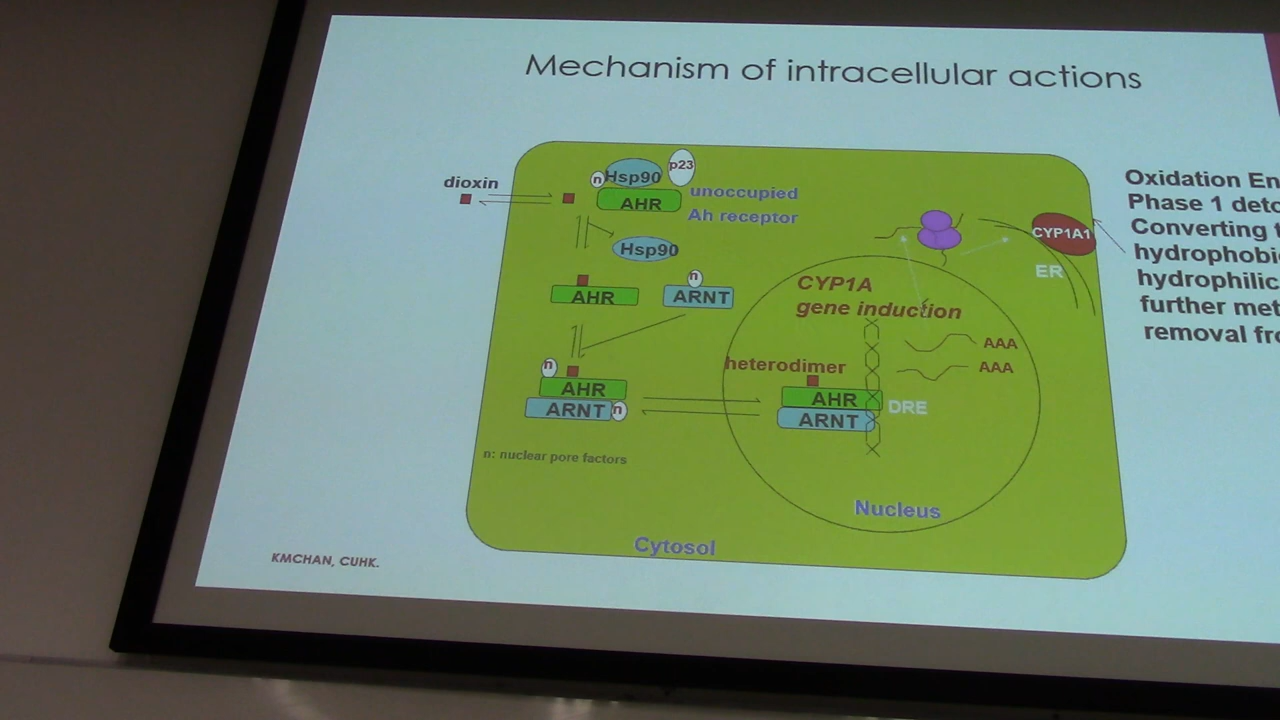 Mechanism of intracellular actions
dioxin
n
Hsp90
p23
AHR
unoccupied
Ah receptor
Hsp90
AHR
n
ARNT
n
AHR
ARNT
n
n: nuclear pore factors
CYP1A
gene induction
heterodimer
AHR
ARNT
DRE
AAA
AAA
CYP1A1
ER
Nucleus
Cytosol
Oxidation En
Phase 1 deto
Converting t
hydrophobi
hydrophilic
further met
removal fro
KMCHAN, CUHK.